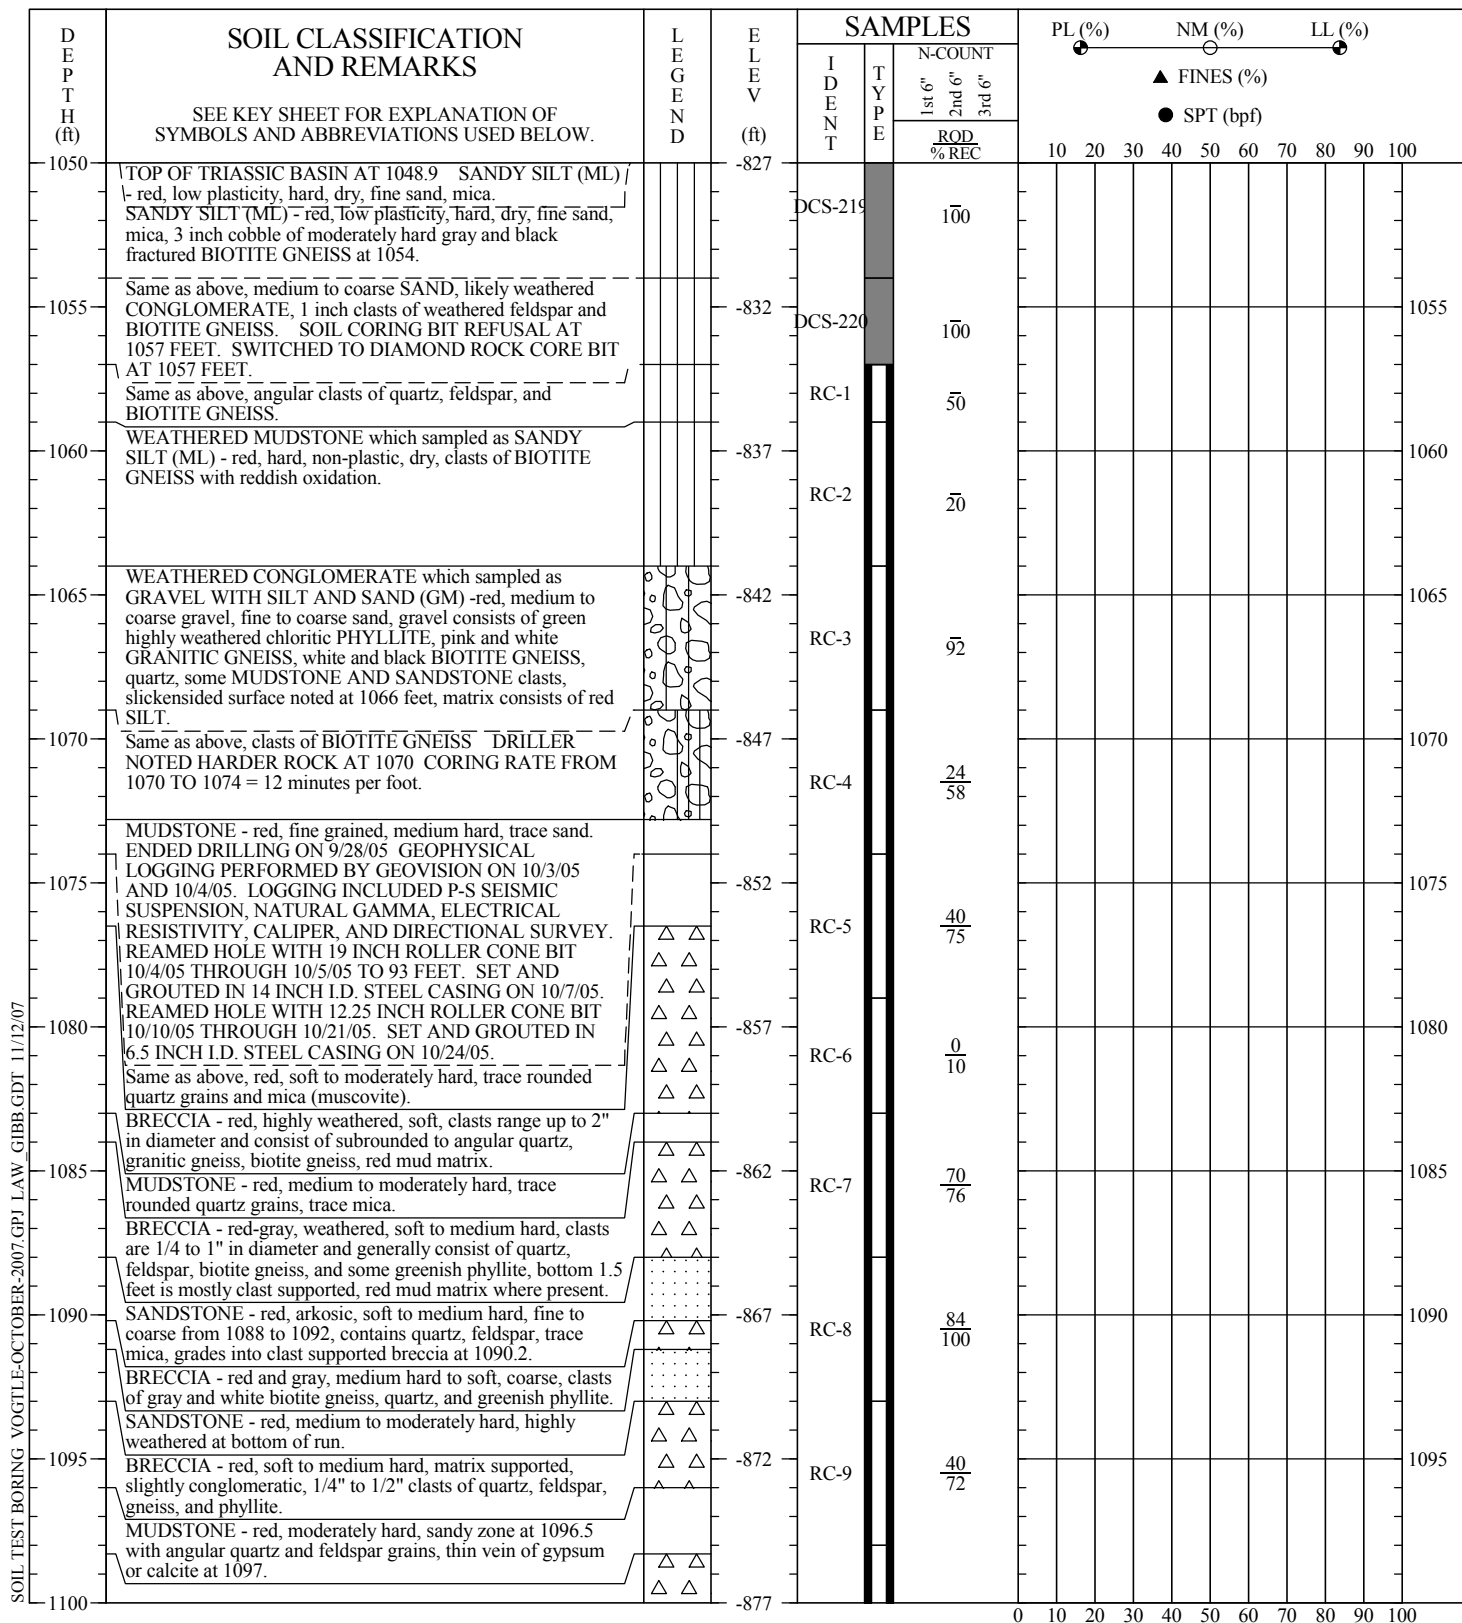 DEPTH (ft)
SOIL CLASSIFICATION
AND REMARKS
SEE KEY SHEET FOR EXPLANATION OF
SYMBOLS AND ABBREVIATIONS USED BELOW.
LEGEND
ELEV (ft)
SAMPLES
IDENT
TYPE
N-COUNT
1st 6"
2nd 6"
3rd 6"
RQD
% REC
PL (%) NM (%) LL (%)
▲ FINES (%)
● SPT (bpf)
10 20 30 40 50 60 70 80 90 100
1050
TOP OF TRIASSIC BASIN AT 1048.9 SANDY SILT (ML)
- red, low plasticity, hard, dry, fine sand, mica.
SANDY SILT (ML) - red, low plasticity, hard, dry, fine sand,
mica, 3 inch cobble of moderately hard gray and black
fractured BIOTITE GNEISS at 1054.
-827
DCS-219
100
Same as above, medium to coarse SAND, likely weathered
CONGLOMERATE, 1 inch clasts of weathered feldspar and
BIOTITE GNEISS. SOIL CORING BIT REFUSAL AT
1057 FEET. SWITCHED TO DIAMOND ROCK CORE BIT
AT 1057 FEET.
1055
-832
DCS-220
100
1055
Same as above, angular clasts of quartz, feldspar, and
BIOTITE GNEISS.
RC-1
50
WEATHERED MUDSTONE which sampled as SANDY
SILT (ML) - red, hard, non-plastic, dry, clasts of BIOTITE
GNEISS with reddish oxidation.
1060
-837
RC-2
20
1060
WEATHERED CONGLOMERATE which sampled as
GRAVEL WITH SILT AND SAND (GM) -red, medium to
coarse gravel, fine to coarse sand, gravel consists of green
highly weathered chloritic PHYLLITE, pink and white
GRANITIC GNEISS, white and black BIOTITE GNEISS,
quartz, some MUDSTONE AND SANDSTONE clasts,
slickensided surface noted at 1066 feet, matrix consists of red
SILT.
1065
-842
RC-3
92
1065
Same as above, clasts of BIOTITE GNEISS DRILLER
NOTED HARDER ROCK AT 1070 CORING RATE FROM
1070 TO 1074 = 12 minutes per foot.
1070
-847
RC-4
24
58
1070
MUDSTONE - red, fine grained, medium hard, trace sand.
ENDED DRILLING ON 9/28/05 GEOPHYSICAL
LOGGING PERFORMED BY GEOVISION ON 10/3/05
AND 10/4/05. LOGGING INCLUDED P-S SEISMIC
SUSPENSION, NATURAL GAMMA, ELECTRICAL
RESISTIVITY, CALIPER, AND DIRECTIONAL SURVEY.
REAMED HOLE WITH 19 INCH ROLLER CONE BIT
10/4/05 THROUGH 10/5/05 TO 93 FEET. SET AND
GROUTED IN 14 INCH I.D. STEEL CASING ON 10/7/05.
REAMED HOLE WITH 12.25 INCH ROLLER CONE BIT
10/10/05 THROUGH 10/21/05. SET AND GROUTED IN
6.5 INCH I.D. STEEL CASING ON 10/24/05.
1075
-852
RC-5
40
75
1075
Same as above, red, soft to moderately hard, trace rounded
quartz grains and mica (muscovite).
1080
-857
RC-6
0
10
1080
BRECCIA - red, highly weathered, soft, clasts range up to 2"
in diameter and consist of subrounded to angular quartz,
granitic gneiss, biotite gneiss, red mud matrix.
MUDSTONE - red, medium to moderately hard, trace
rounded quartz grains, trace mica.
1085
-862
RC-7
70
76
1085
BRECCIA - red-gray, weathered, soft to medium hard, clasts
are 1/4 to 1" in diameter and generally consist of quartz,
feldspar, biotite gneiss, and some greenish phyllite, bottom 1.5
feet is mostly clast supported, red mud matrix where present.
SANDSTONE - red, arkosic, soft to medium hard, fine to
coarse from 1088 to 1092, contains quartz, feldspar, trace
mica, grades into clast supported breccia at 1090.2.
1090
-867
RC-8
84
100
1090
BRECCIA - red and gray, medium hard to soft, coarse, clasts
of gray and white biotite gneiss, quartz, and greenish phyllite.
SANDSTONE - red, medium to moderately hard, highly
weathered at bottom of run.
BRECCIA - red, soft to medium hard, matrix supported,
slightly conglomeratic, 1/4" to 1/2" clasts of quartz, feldspar,
gneiss, and phyllite.
1095
-872
RC-9
40
72
1095
MUDSTONE - red, moderately hard, sandy zone at 1096.5
with angular quartz and feldspar grains, thin vein of gypsum
or calcite at 1097.
1100
-877
0 10 20 30 40 50 60 70 80 90 100
SOIL TEST BORING VOGTLE-OCTOBER-2007.GPJ LAW_GIBB.GDT 11/12/07